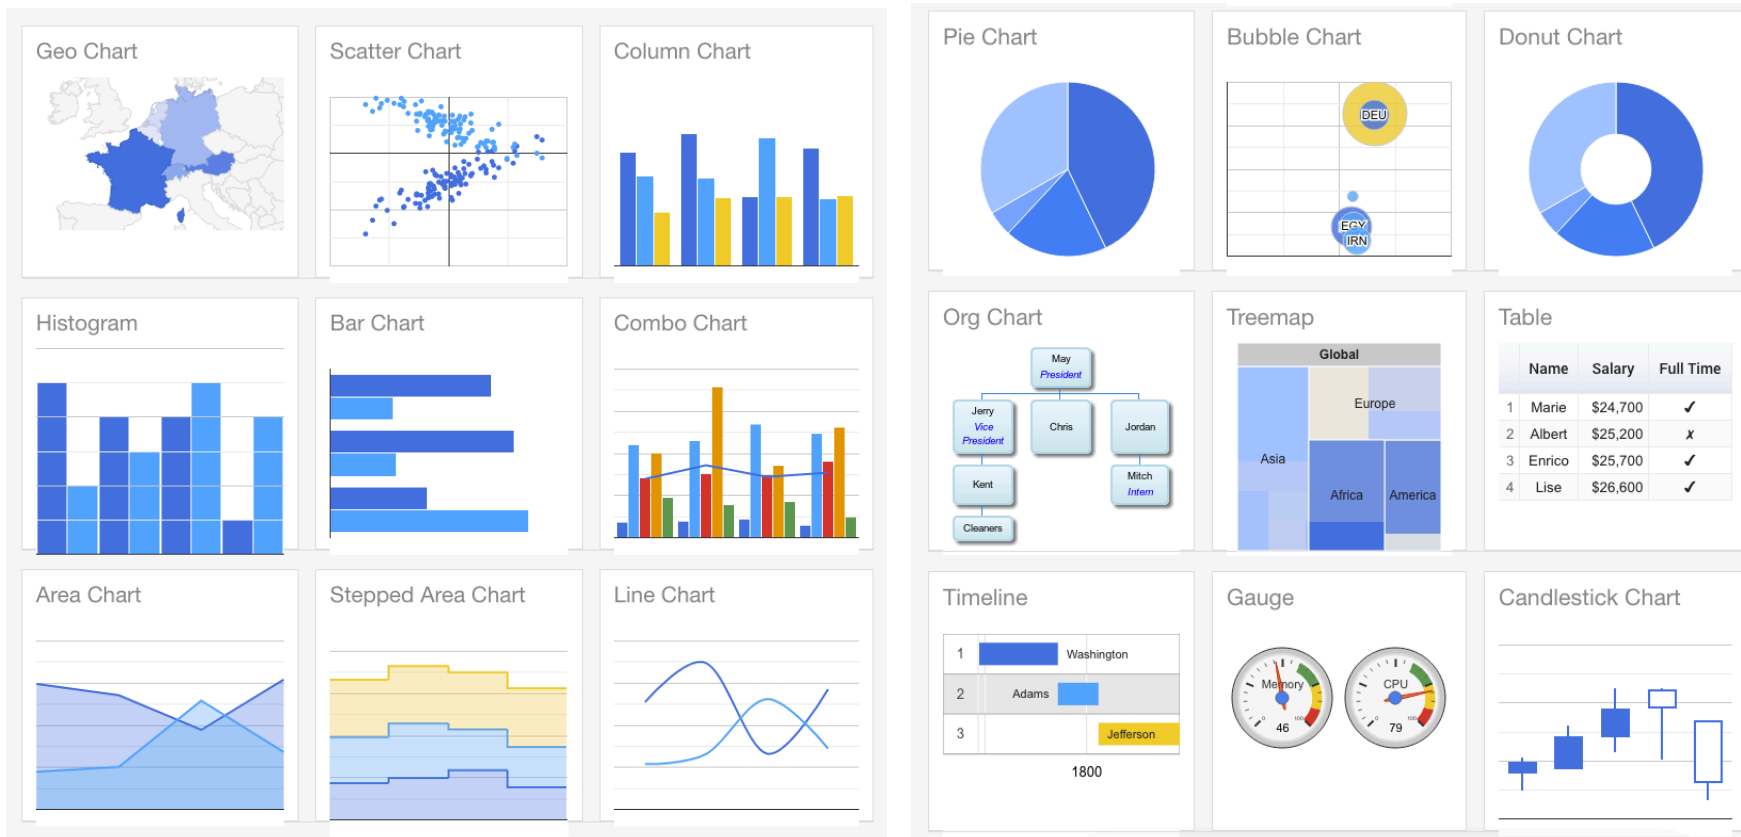 Geo Chart
Scatter Chart
Column Chart
Pie Chart
Bubble Chart
DEU
EGY
IRN
Donut Chart
Histogram
Bar Chart
Combo Chart
Org Chart
May
President
Jerry
Vice
President
Chris
Jordan
Kent
Mitch
Intern
Cleaners
Treemap
Global
Europe
Asia
Africa
America
Table
Name Salary Full Time
1 Marie $24,700 ✔
2 Albert $25,200 ✗
3 Enrico $25,700 ✔
4 Lise $26,600 ✔
Area Chart
Stepped Area Chart
Line Chart
Timeline
1 Washington
2 Adams
3 Jefferson
1800
Gauge
Memory
0 100
46
CPU
0 100
79
Candlestick Chart